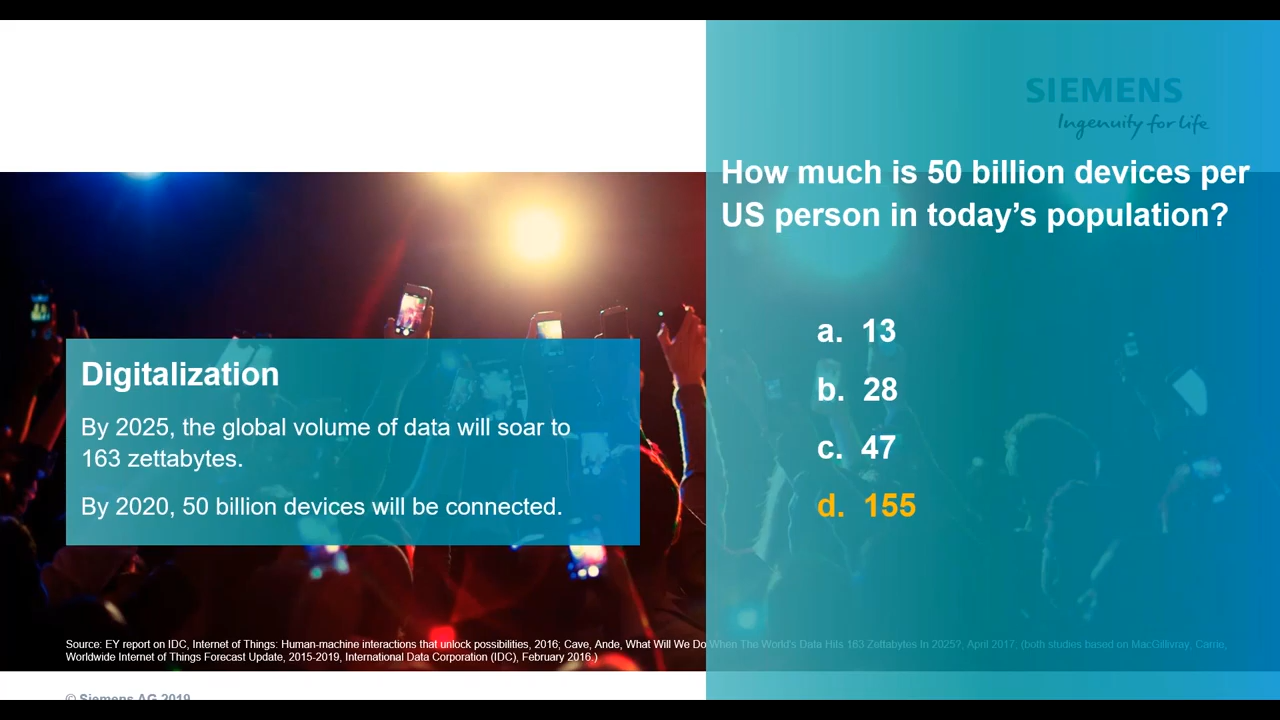 SIEMENS
Ingenuity for life
How much is 50 billion devices per
US person in today's population?
a. 13
b. 28
c. 47
d. 155
Digitalization
By 2025, the global volume of data will soar to
163 zettabytes.
By 2020, 50 billion devices will be connected.
Source: EY report on IDC, Internet of Things: Human-machine interactions that unlock possibilities, 2016; Cave, Ande, What Will We Do When The World's Data Hits 163 Zettabytes In 2025?, April 2017, (both studies based on MacGillivray, Carrie,
Worldwide Internet of Things Forecast Update, 2015-2019, International Data Corporation (IDC), February 2016.)
© Siemens AG 2019